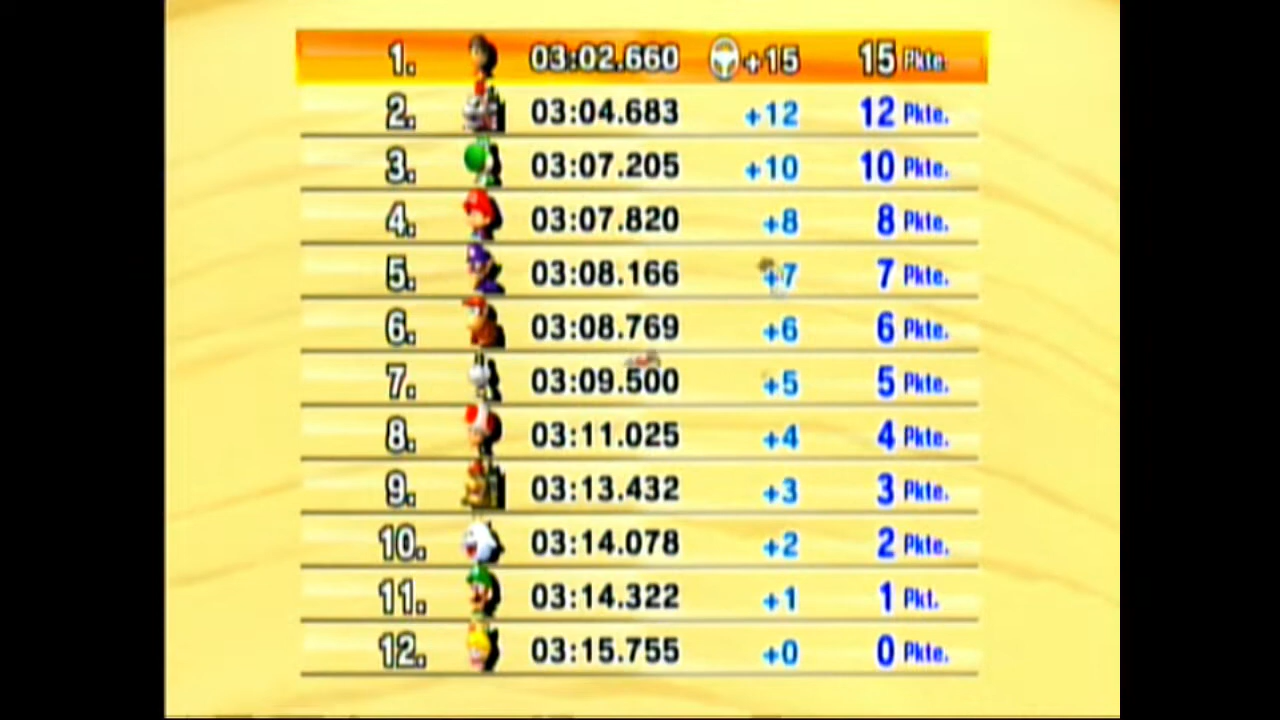 1. 03:02.660 +15 15 Pkte.
2. 03:04.683 +12 12 Pkte.
3. 03:07.205 +10 10 Pkte.
4. 03:07.820 +8 8 Pkte.
5. 03:08.166 +7 7 Pkte.
6. 03:08.769 +6 6 Pkte.
7. 03:09.500 +5 5 Pkte.
8. 03:11.025 +4 4 Pkte.
9. 03:13.432 +3 3 Pkte.
10. 03:14.078 +2 2 Pkte.
11. 03:14.322 +1 1 Pkt.
12. 03:15.755 +0 0 Pkte.